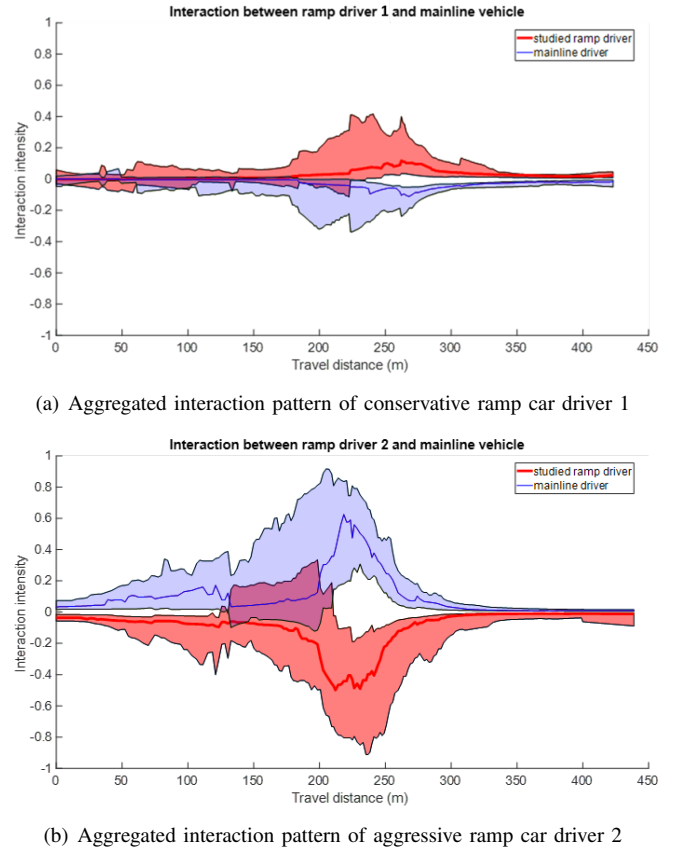 Interaction between ramp driver 1 and mainline vehicle
studied ramp driver
mainline driver
1
0.8
0.6
0.4
0.2
0
-0.2
-0.4
-0.6
-0.8
-1
Interaction intensity
0 50 100 150 200 250 300 350 400 450
Travel distance (m)
(a) Aggregated interaction pattern of conservative ramp car driver 1
Interaction between ramp driver 2 and mainline vehicle
studied ramp driver
mainline driver
1
0.8
0.6
0.4
0.2
0
-0.2
-0.4
-0.6
-0.8
-1
Interaction intensity
0 50 100 150 200 250 300 350 400 450
Travel distance (m)
(b) Aggregated interaction pattern of aggressive ramp car driver 2